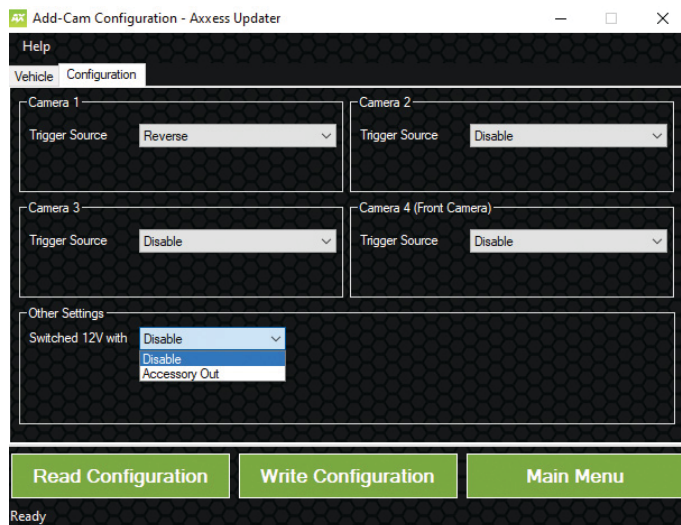 AX Add-Cam Configuration - Axxess Updater
Help
Vehicle Configuration
Camera 1
Trigger Source Reverse
Camera 2
Trigger Source Disable
Camera 3
Trigger Source Disable
Camera 4 (Front Camera)
Trigger Source Disable
Other Settings
Switched 12V with Disable
Disable
Accessory Out
Read Configuration Write Configuration Main Menu
Ready